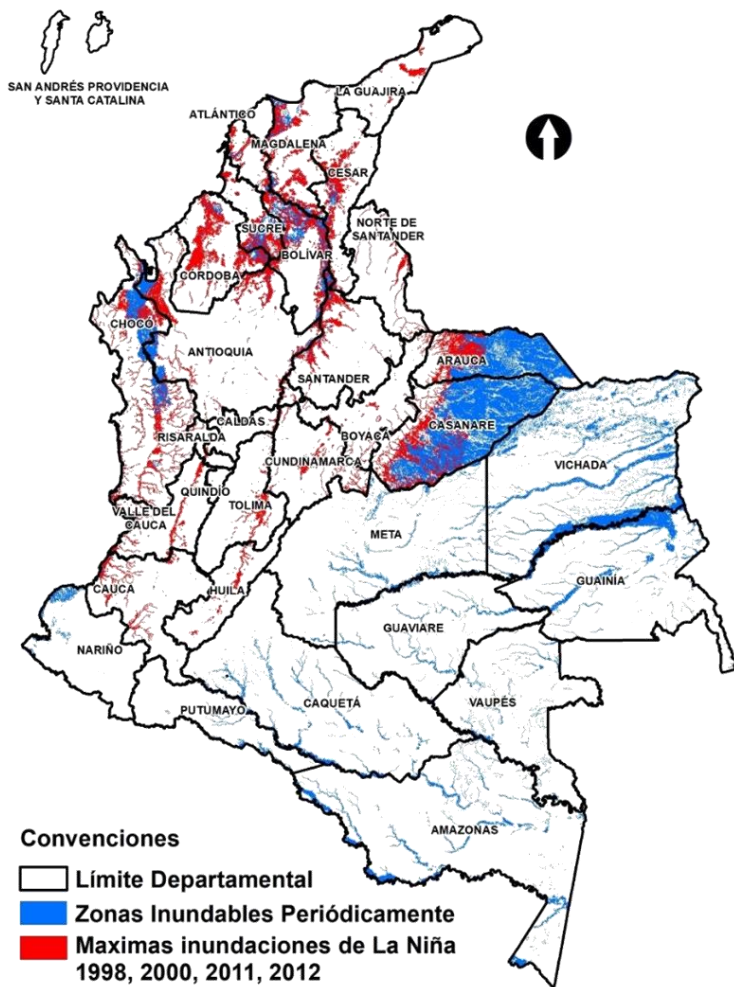 SAN ANDRÉS PROVIDENCIA
Y SANTA CATALINA
LA GUAJIRA
ATLÁNTICO
MAGDALENA
CESAR
NORTE DE
SANTANDER
SUCRE
BOLÍVAR
CÓRDOBA
CHOCÓ
ANTIOQUIA
ARAUCA
SANTANDER
CASANARE
CALDAS
BOYACÁ
RISARALDA
CUNDINAMARCA
VICHADA
QUINDÍO
TOLIMA
VALLE DEL
CAUCA
META
GUAINÍA
CAUCA
HUILA
GUAVIARE
NARIÑO
CAQUETÁ
VAUPÉS
PUTUMAYO
AMAZONAS
Convenciones
Límite Departamental
Zonas Inundables Periódicamente
Maximas inundaciones de La Niña
1998, 2000, 2011, 2012